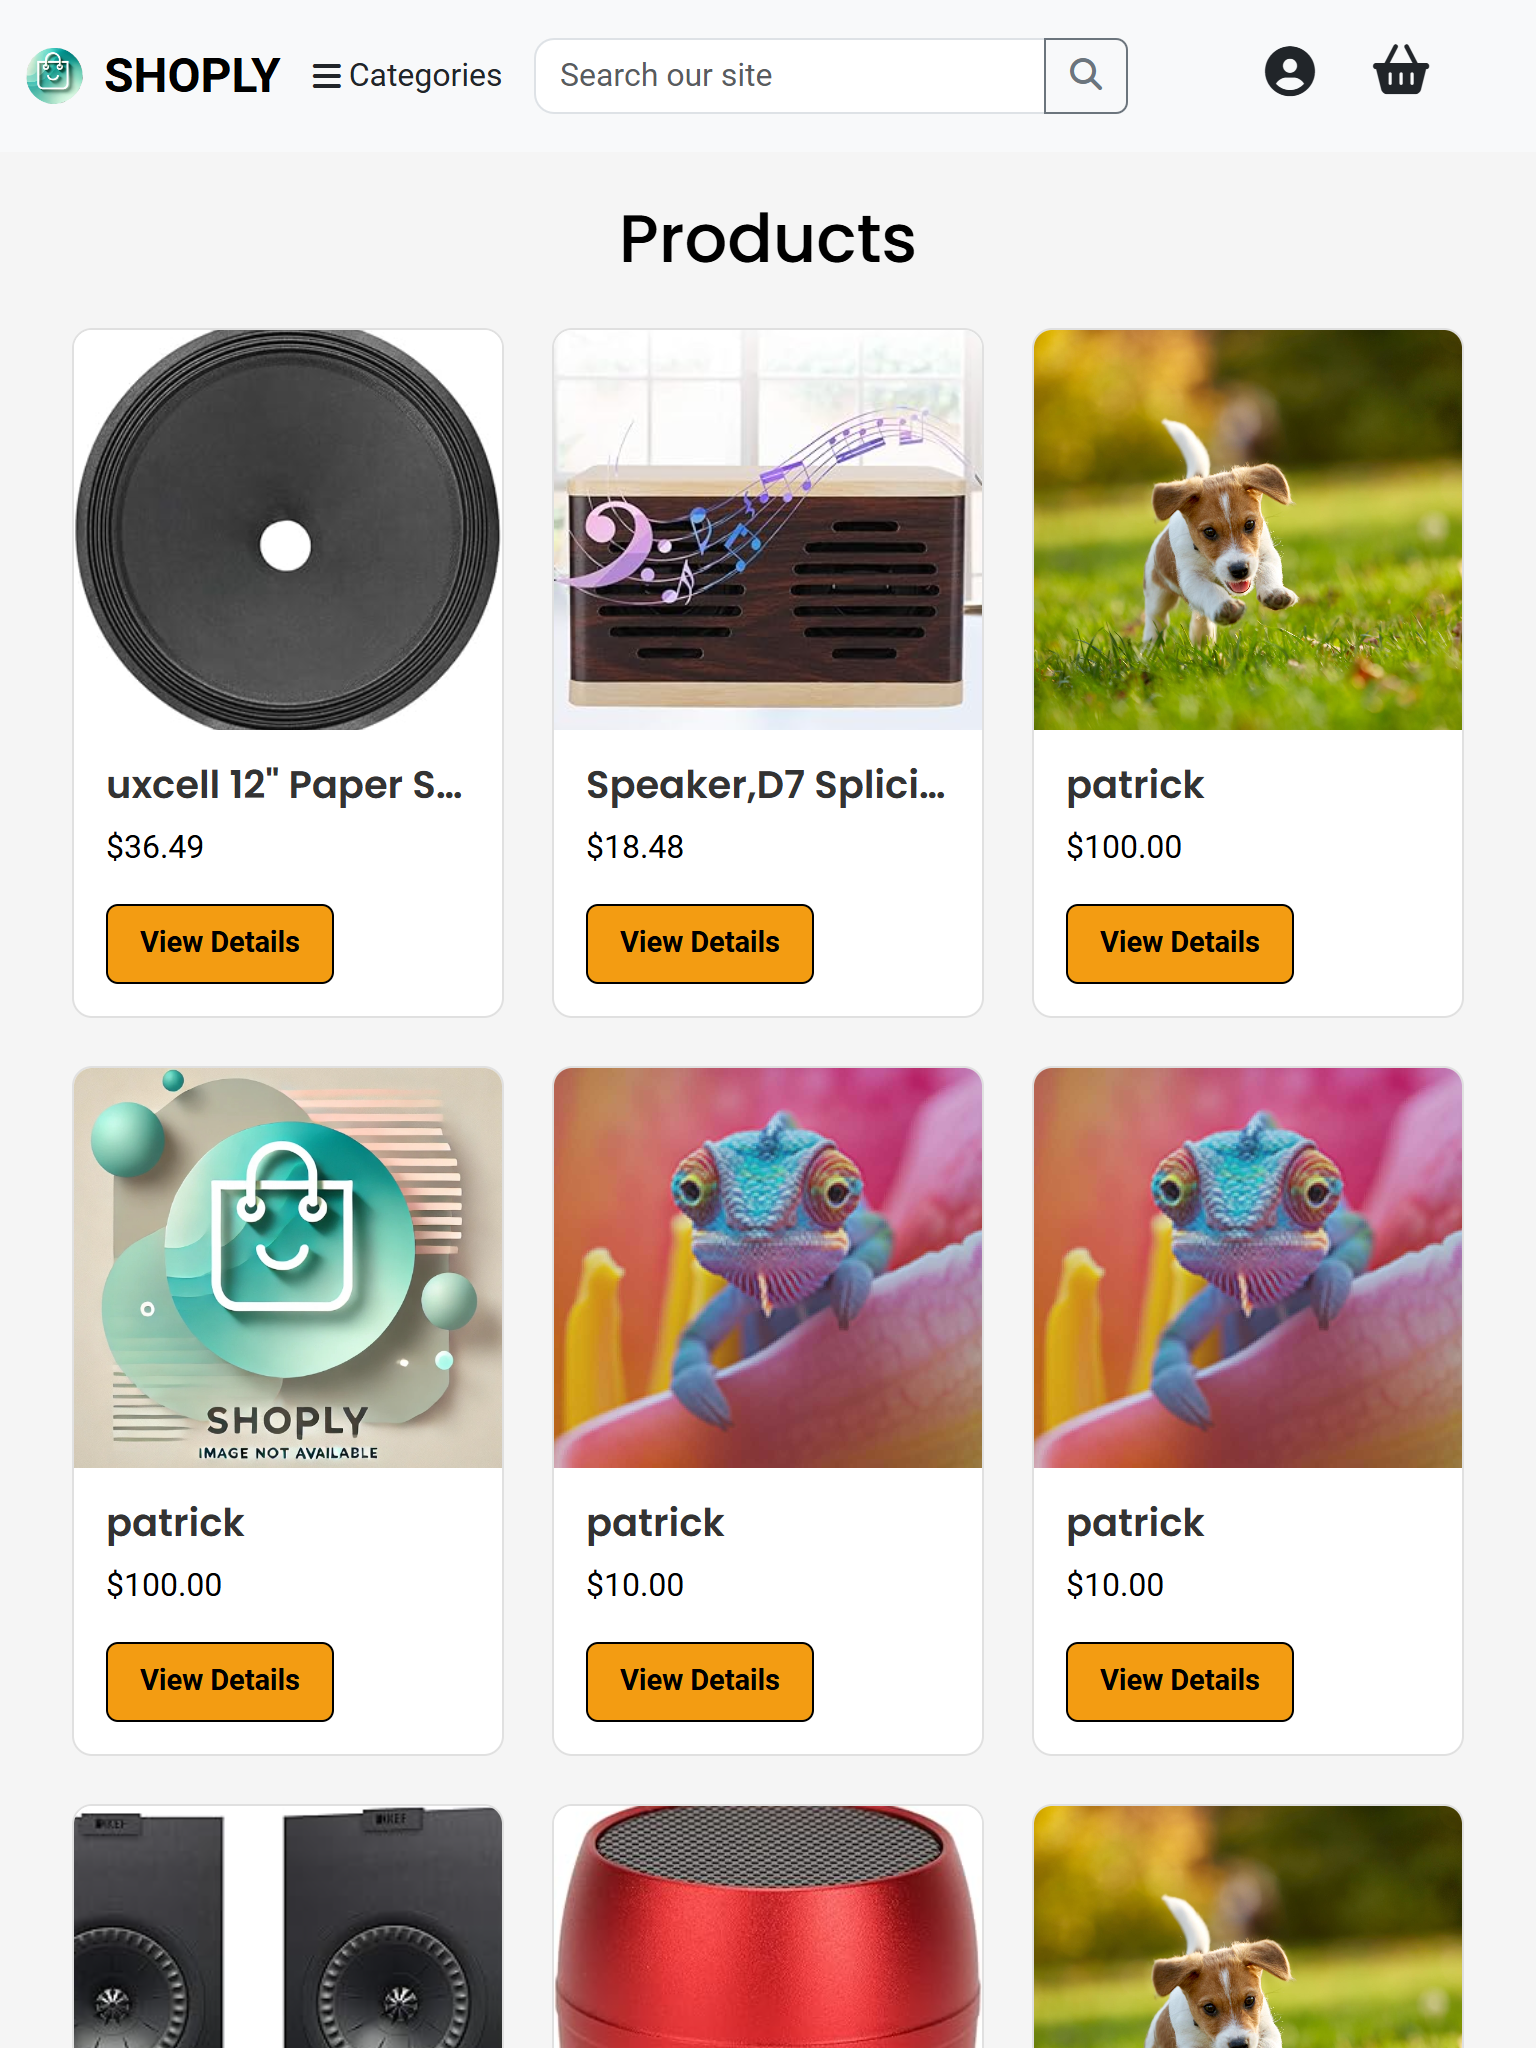 SHOPLY
Categories
Search our site
Products
uxcell 12" Paper S...
Speaker,D7 Splici...
patrick
$36.49
$18.48
$100.00
View Details
View Details
View Details
SHOPLY
IMAGE NOT AVAILABLE
patrick
patrick
patrick
$100.00
$10.00
$10.00
View Details
View Details
View Details